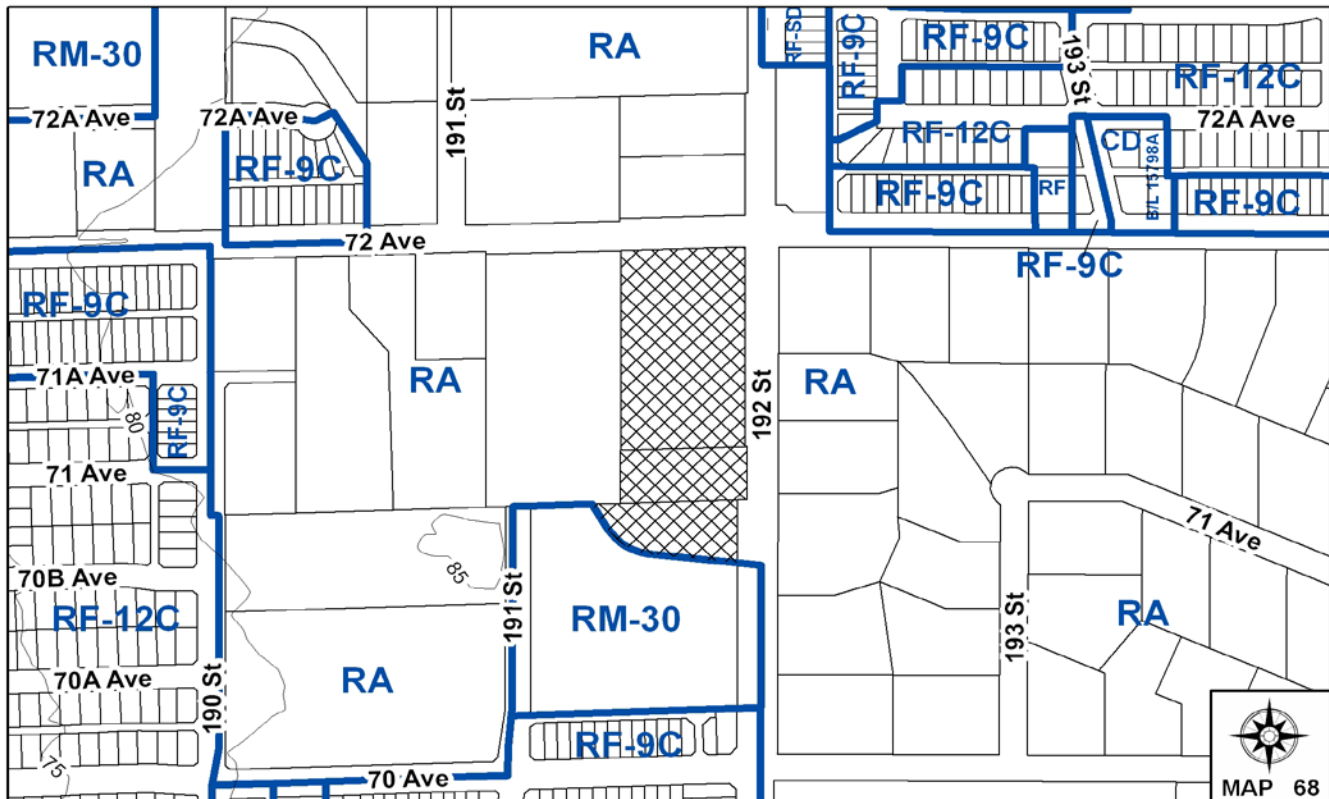 RM-30
RA
RF-SD
RF-9C
RF-9C
193 St
RF-12C
72A Ave
72A Ave
191 St
72A Ave
RF-12C
CD
B/L 15798A
RA
RF-9C
RF-9C
RF
RF-9C
72 Ave
RF-9C
RF-9C
71A Ave
RF-9C
80
RA
192 St
RA
71 Ave
71 Ave
85
70B Ave
RF-12C
191 St
RM-30
193 St
RA
70A Ave
190 St
RA
RF-9C
75
70 Ave
MAP 68